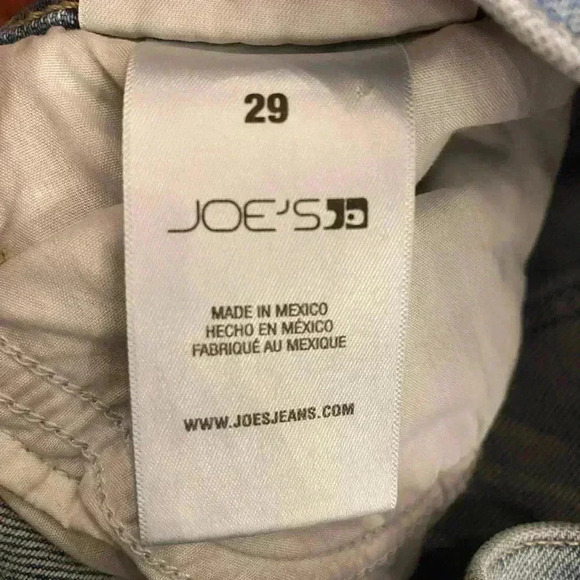 29
JOE'S
MADE IN MEXICO
HECHO EN MÉXICO
FABRIQUÉ AU MEXIQUE
WWW.JOESJEANS.COM